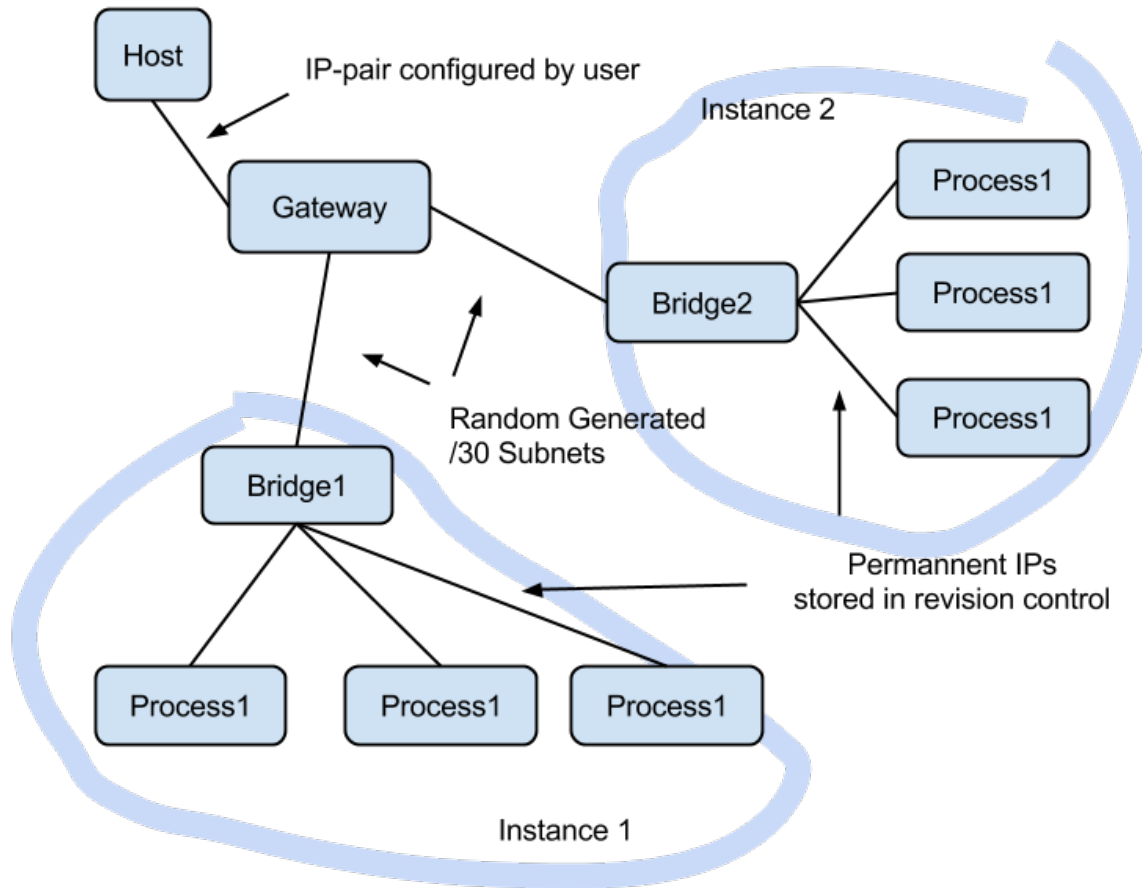 Host
IP-pair configured by user
Instance 2
Process1
Gateway
Process1
Bridge2
Random Generated
/30 Subnets
Process1
Bridge1
Permannent IPs
stored in revision control
Process1
Process1
Process1
Instance 1